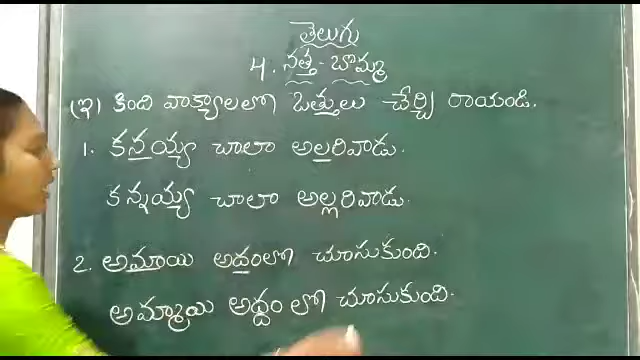 తెలుగు
4. నత్త - బొమ్మ
(ఇ) కింది వాక్యాలలో ఒత్తులు చేర్చి రాయండి.
1. కనయ్య చాలా అలరివాడు.
కన్నయ్య చాలా అల్లరివాడు.
2. అమాయి అదంలో చూసుకుంది.
అమ్మాయి అద్దం లో చూసుకుంది.